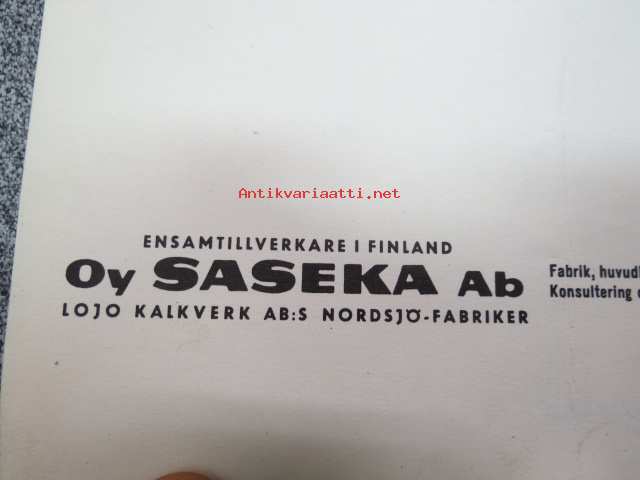 Antikvariaatti.net
ENSAMTILLVERKARE I FINLAND
Oy SASEKA Ab
LOJO KALKVERK AB:S NORDSJÖ-FABRIKER
Fabrik,
Konsultering